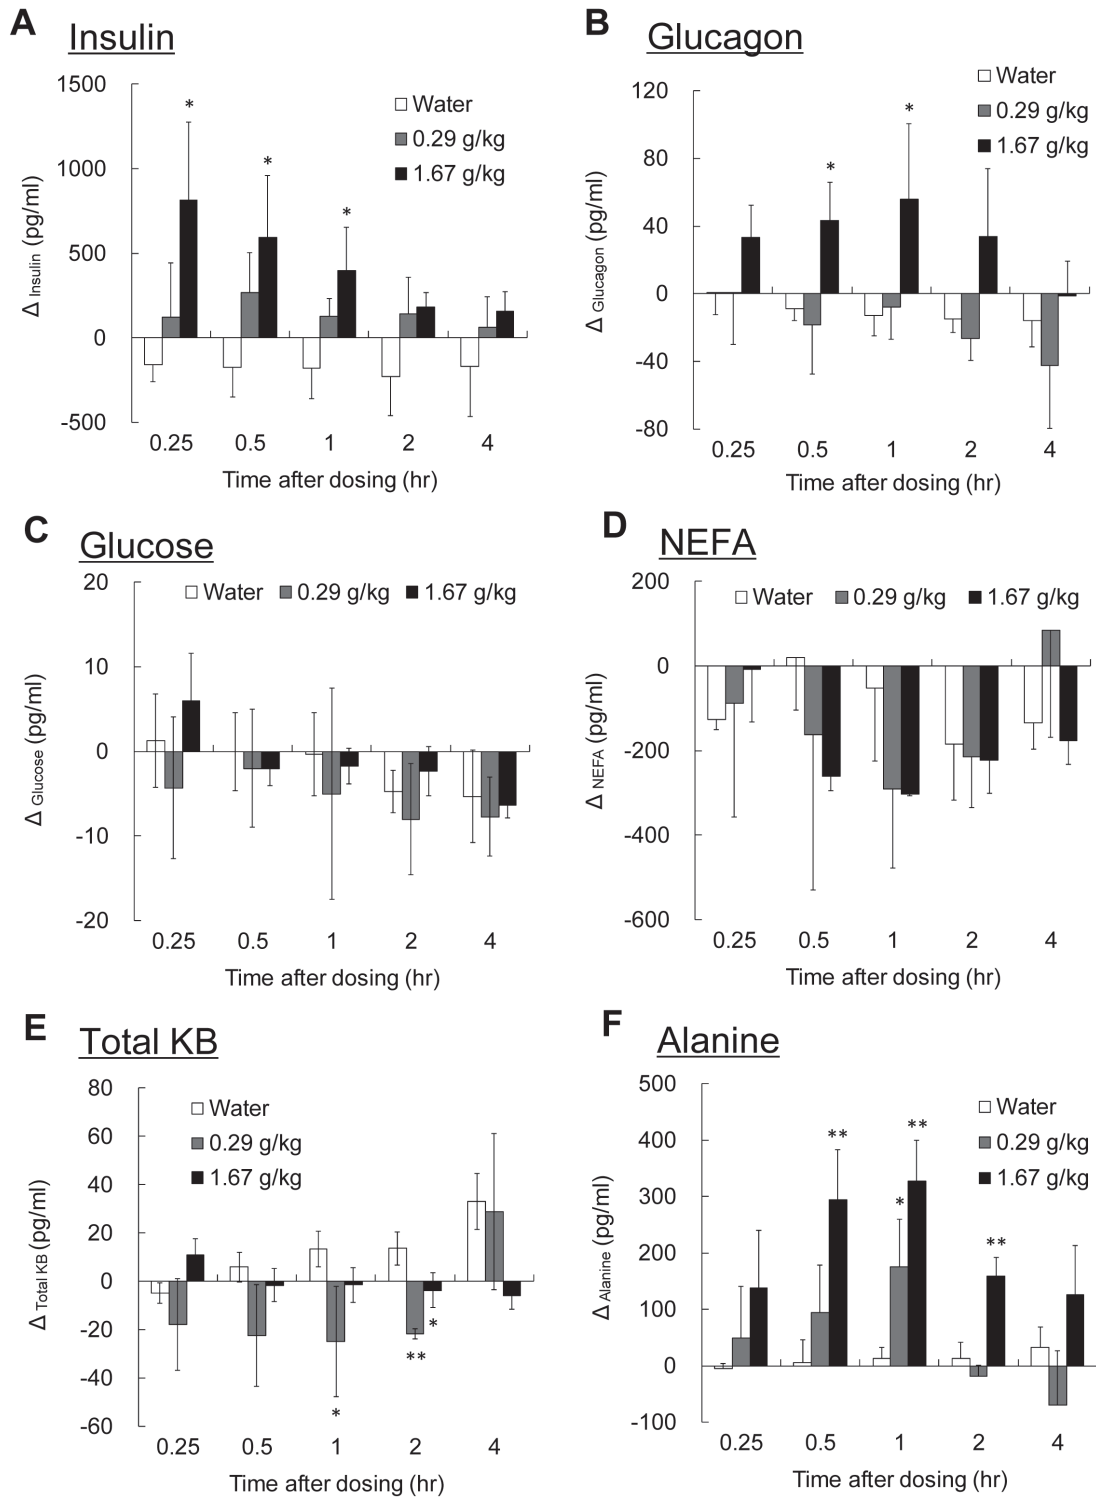 A Insulin
1500
1000
500
0
-500
Δ Insulin (pg/ml)
Water
0.29 g/kg
1.67 g/kg
*
*
*
0.25 0.5 1 2 4
Time after dosing (hr)
B Glucagon
120
80
40
0
-40
-80
Δ Glucagon (pg/ml)
Water
0.29 g/kg
1.67 g/kg
*
*
0.25 0.5 1 2 4
Time after dosing (hr)
C Glucose
20
10
0
-10
-20
Δ Glucose (pg/ml)
Water 0.29 g/kg 1.67 g/kg
0.25 0.5 1 2 4
Time after dosing (hr)
D NEFA
200
0
-200
-400
-600
Δ NEFA (pg/ml)
Water 0.29 g/kg 1.67 g/kg
0.25 0.5 1 2 4
Time after dosing (hr)
E Total KB
80
60
40
20
0
-20
-40
-60
Δ Total KB (pg/ml)
Water
0.29 g/kg
1.67 g/kg
*
**
*
0.25 0.5 1 2 4
Time after dosing (hr)
F Alanine
500
400
300
200
100
0
-100
Δ Alanine (pg/ml)
Water
0.29 g/kg
1.67 g/kg
**
**
*
**
0.25 0.5 1 2 4
Time after dosing (hr)